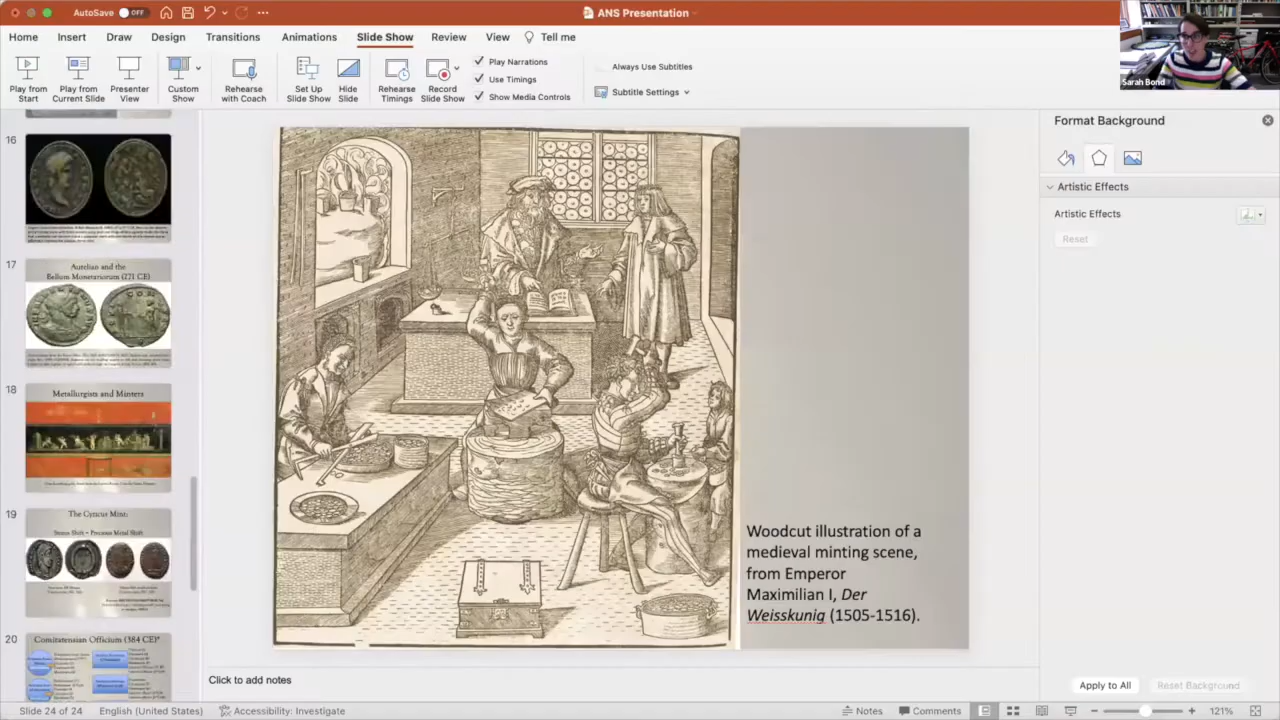 AutoSave OFF
ANS Presentation
Home Insert Draw Design Transitions Animations Slide Show Review View Tell me
Play from Start
Play from Current Slide
Presenter View
Custom Show
Rehearse with Coach
Set Up Slide Show
Hide Slide
Rehearse Timings
Record Slide Show
Play Narrations
Use Timings
Show Media Controls
Always Use Subtitles
Subtitle Settings
Sarah Bond
16
17
Aurelian and the
Bellum Monetariorum (271 CE)
18
Metallurgists and Minters
19
The Cyzicus Mint:
Status Shift = Precious Metal Shift
20
Comitatensian Officium (384 CE)*
Woodcut illustration of a
medieval minting scene,
from Emperor
Maximilian I, Der
Weisskunig (1505-1516).
Click to add notes
Format Background
Artistic Effects
Artistic Effects
Reset
Apply to All
Reset Background
Slide 24 of 24
English (United States)
Accessibility: Investigate
Notes
Comments
121%